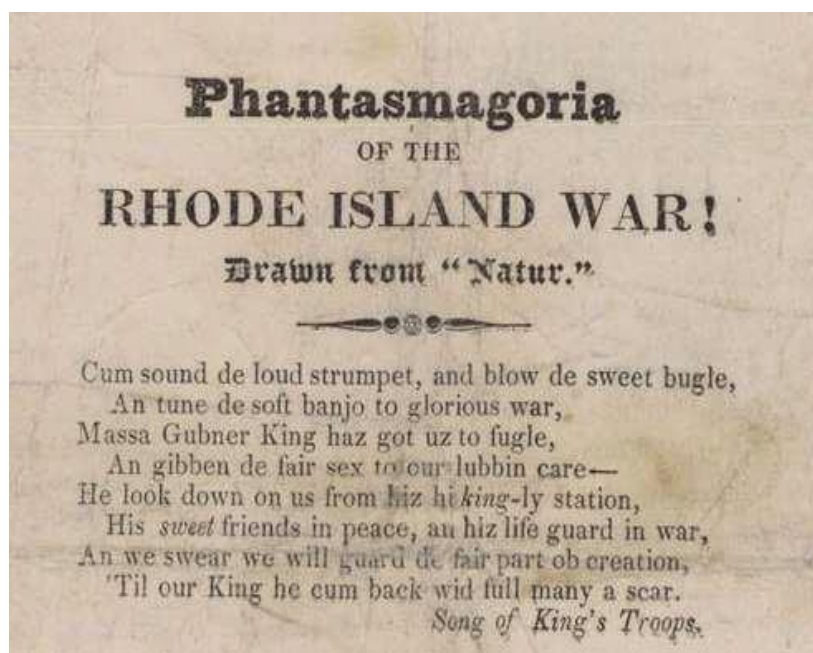 Phantasmagoria
OF THE
RHODE ISLAND WAR!
Drawn from "Natur."
Cum sound de loud strumpet, and blow de sweet bugle,
An tune de soft banjo to glorious war,
Massa Gubner King haz got uz to fugle,
An gibben de fair sex to our lubbin care—
He look down on us from hiz hi king-ly station,
His sweet friends in peace, an hiz life guard in war,
An we swear we will guard de fair part ob creation,
'Til our King he cum back wid full many a scar.
Song of King's Troops.